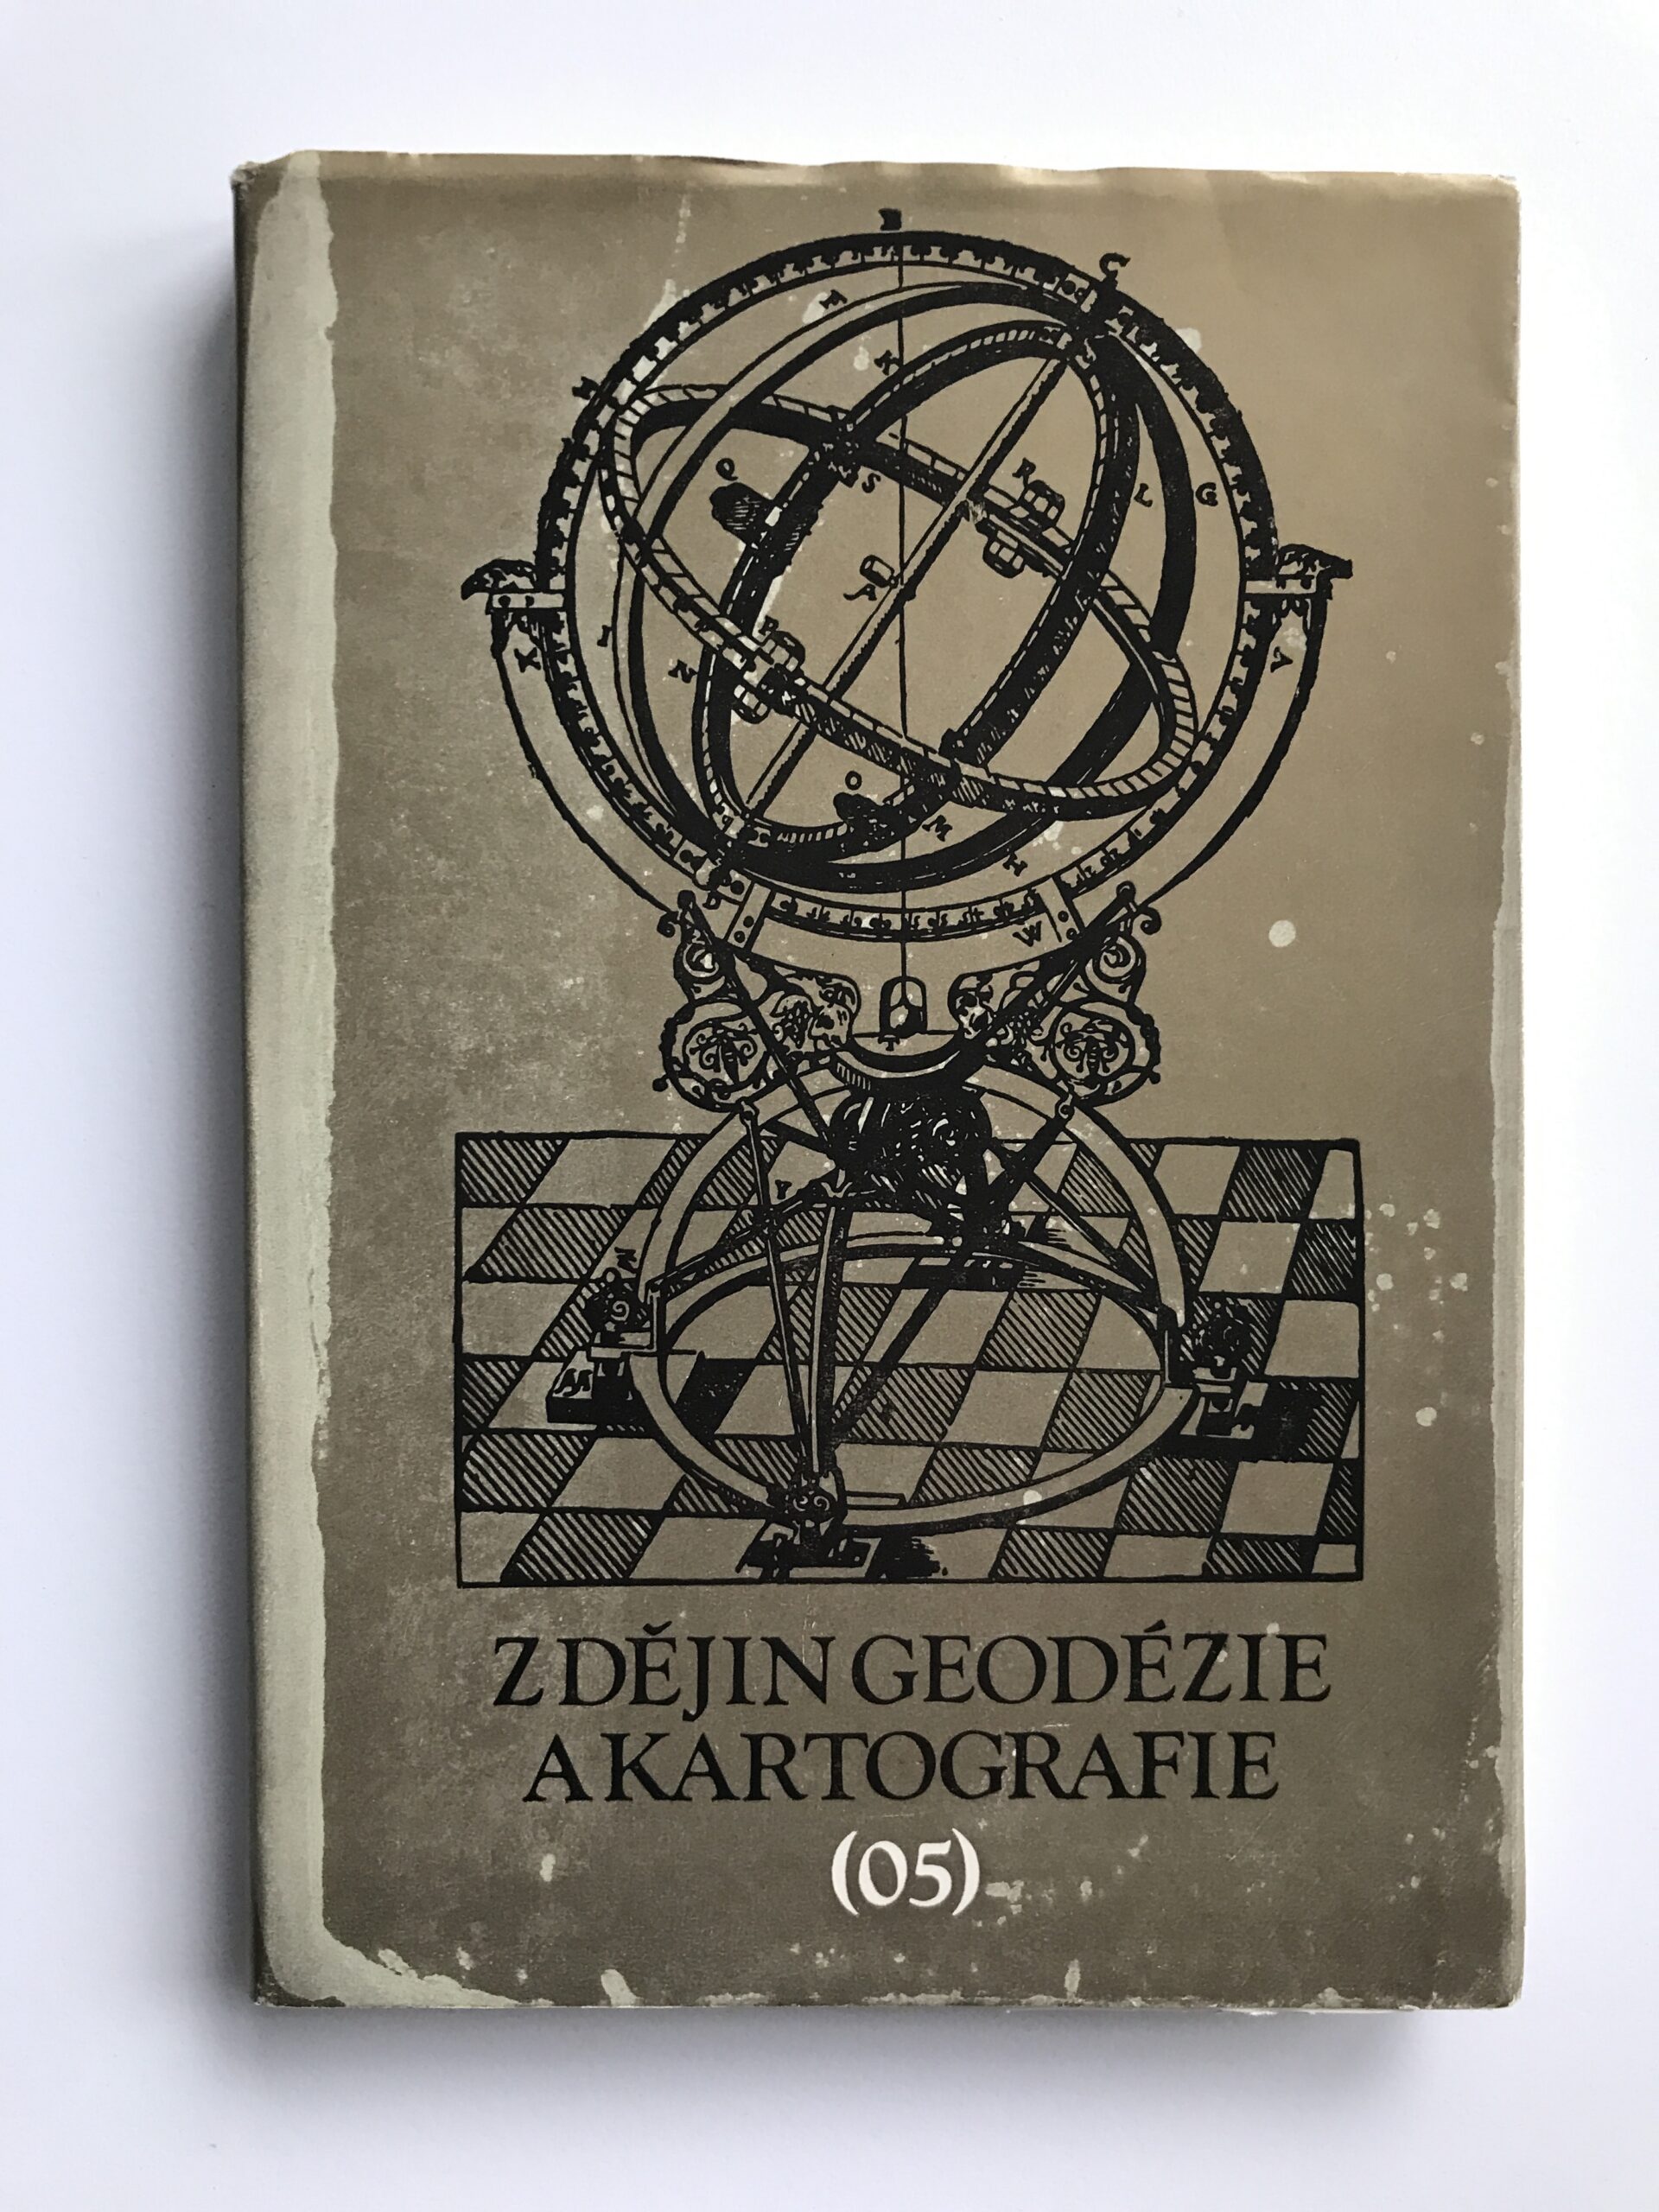 B
C
H
K
Q
S
R
L
G
A
P
I
N
X
O
M
I
W
T
Z DĚJIN GEODÉZIE
A KARTOGRAFIE
(05)